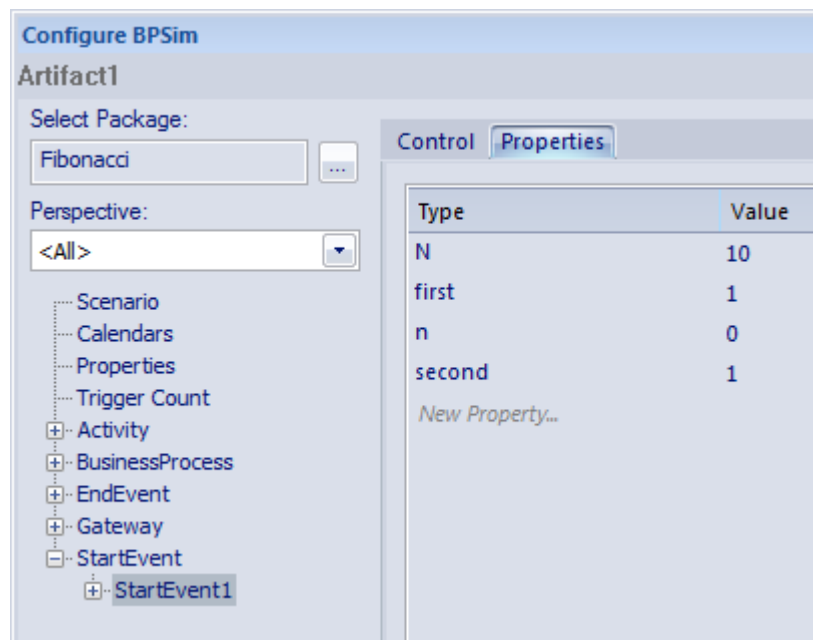 Configure BPSim
Artifact1
Select Package:
Fibonacci
...
Perspective:
<All>
Scenario
Calendars
Properties
Trigger Count
Activity
BusinessProcess
EndEvent
Gateway
StartEvent
StartEvent1
Control Properties
Type Value
N 10
first 1
n 0
second 1
New Property...